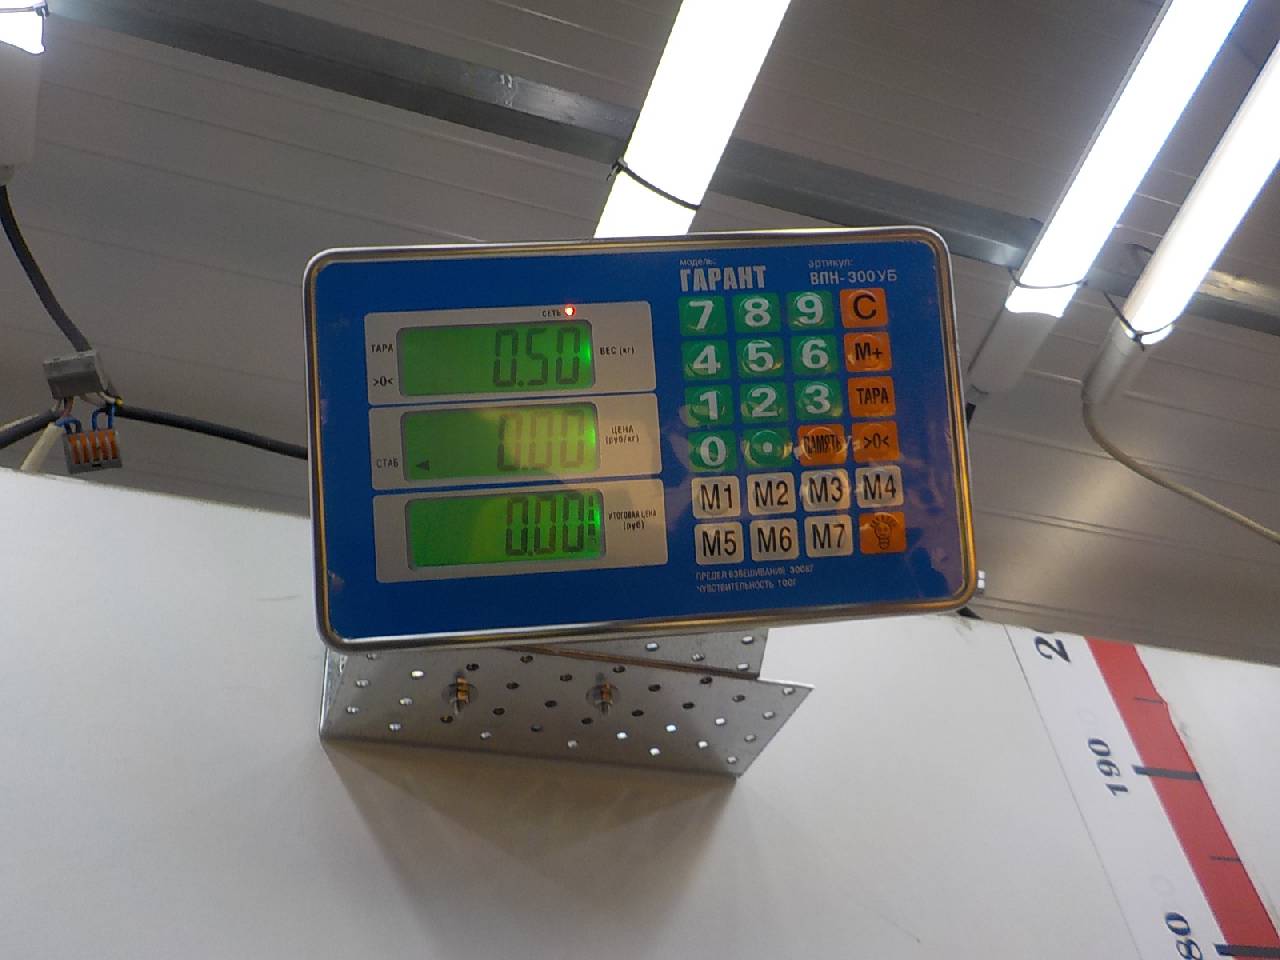 модель:
ГАРАНТ
артикул:
ВПН-300УБ
СЕТЬ
ТАРА
>0<
0.50
ВЕС (кг)
0.00
ЦЕНА
(руб/кг)
СТАБ
0.00
ИТОГОВАЯ ЦЕНА
(руб)
7 8 9 C
4 5 6 M+
1 2 3 ТАРА
0 . ПАМЯТЬ >0<
M1 M2 M3 M4
M5 M6 M7
ПРЕДЕЛ ВЗВЕШИВАНИЯ 300КГ
ЧУВСТВИТЕЛЬНОСТЬ 100Г
2
190
80